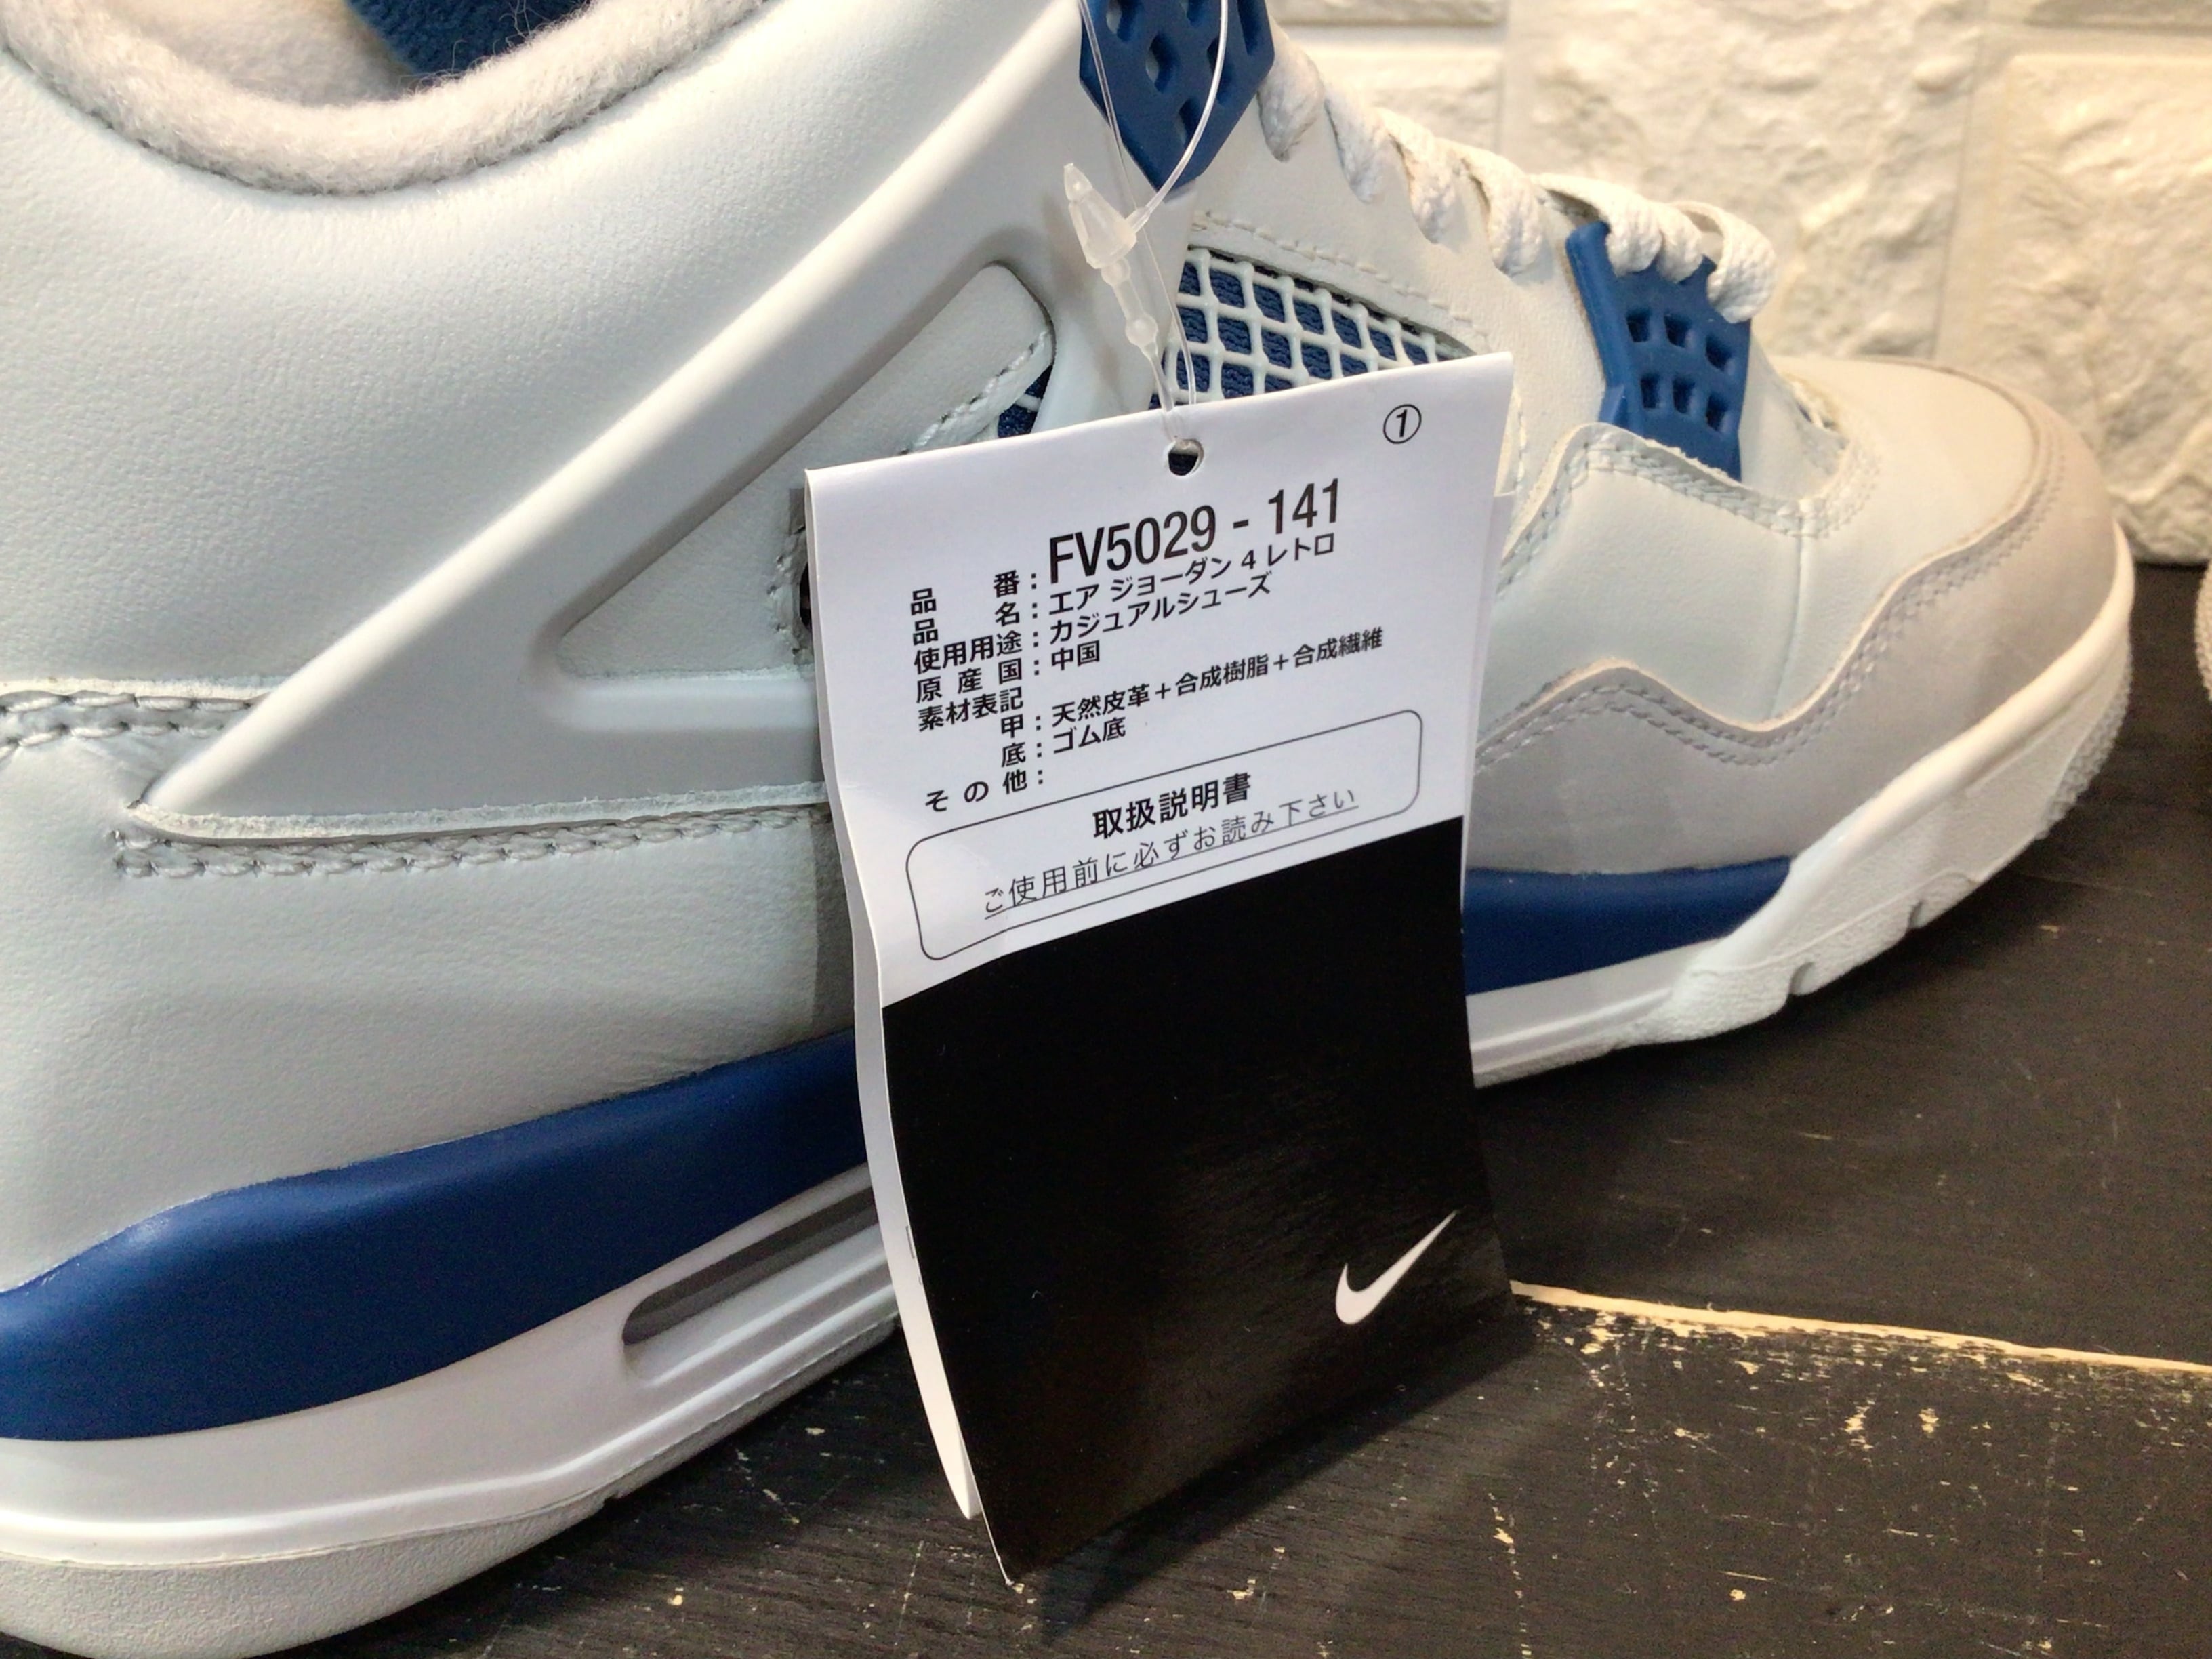 ①
品番：FV5029 - 141
品名：エア ジョーダン 4 レトロ
使用用途：カジュアルシューズ
原産国：中国
素材表記
甲：天然皮革＋合成樹脂＋合成繊維
底：ゴム底
その他：
取扱説明書
ご使用前に必ずお読み下さい